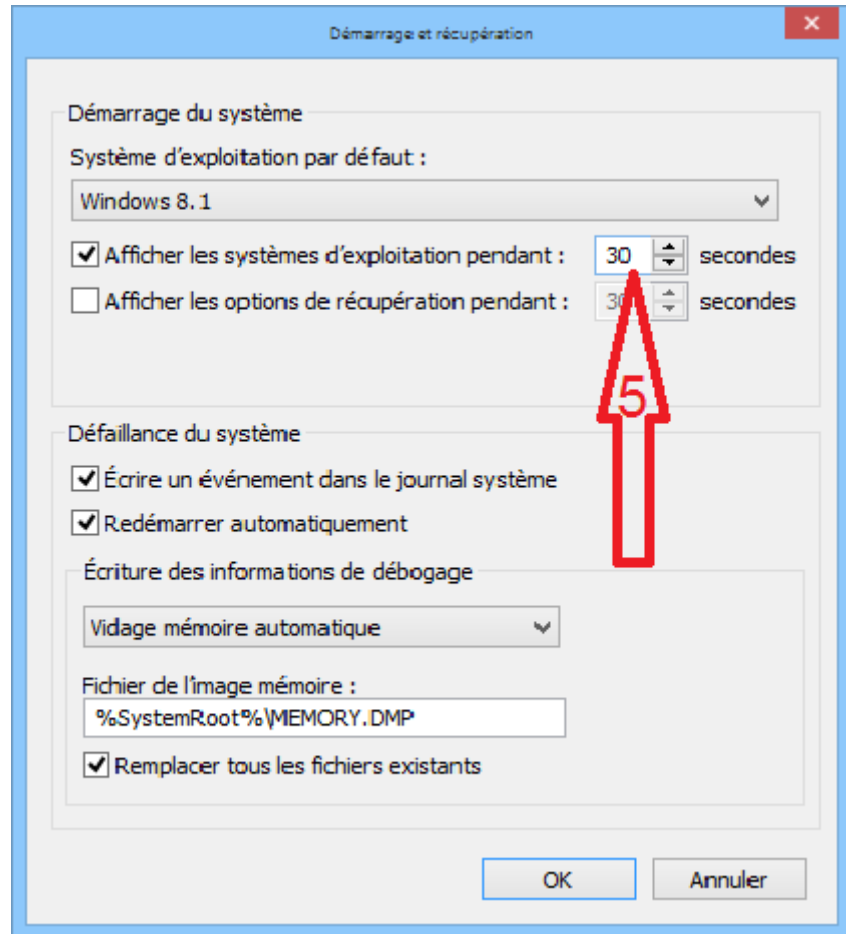 Démarrage et récupération
Démarrage du système
Système d'exploitation par défaut :
Windows 8.1
Afficher les systèmes d'exploitation pendant : 30 secondes
Afficher les options de récupération pendant : 30 secondes
5
Défaillance du système
Écrire un événement dans le journal système
Redémarrer automatiquement
Écriture des informations de débogage
Vidage mémoire automatique
Fichier de l'image mémoire :
%SystemRoot%\MEMORY.DMP
Remplacer tous les fichiers existants
OK Annuler